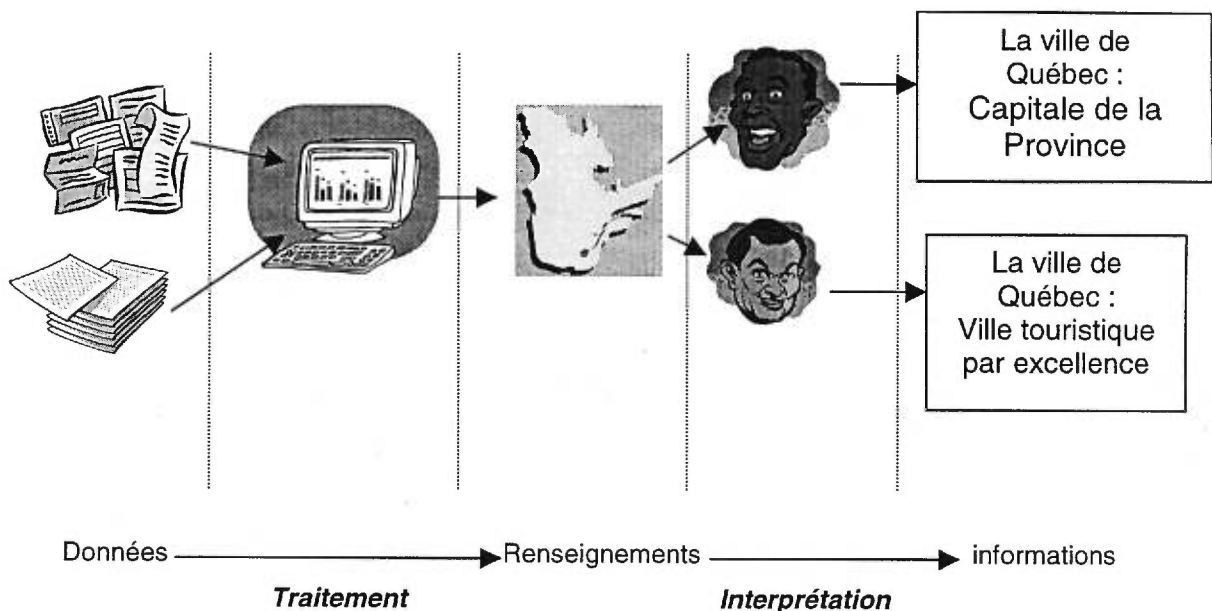 La ville de
Québec :
Capitale de la
Province
La ville de
Québec :
Ville touristique
par excellence
Données
Renseignements
informations
Traitement
Interprétation